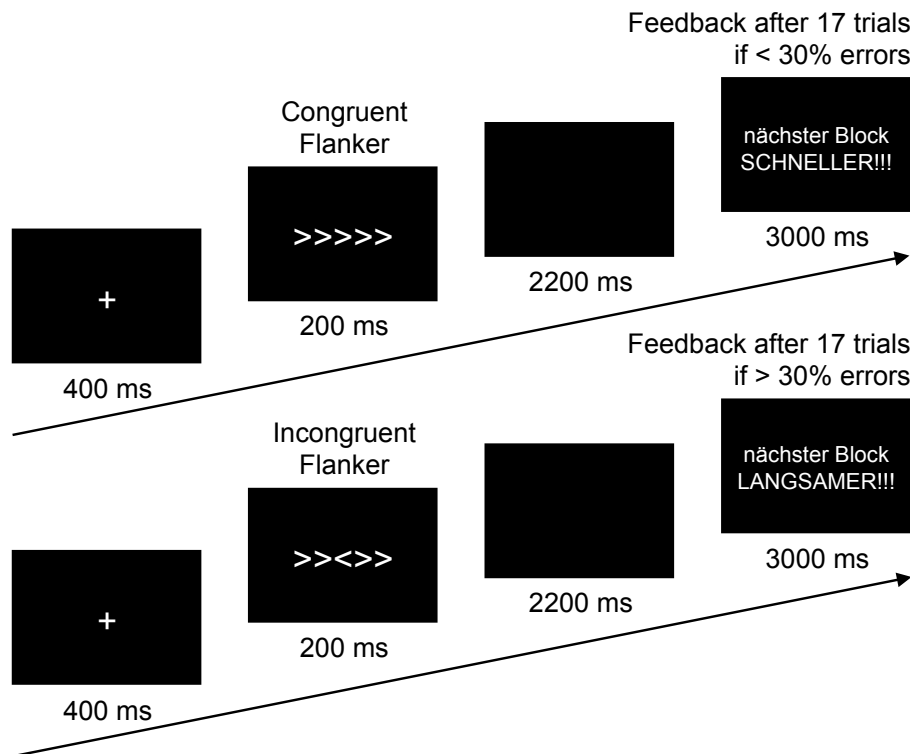 Feedback after 17 trials
if < 30% errors
Congruent
Flanker
nächster Block
SCHNELLER!!!
>>>>>
+
3000 ms
2200 ms
200 ms
400 ms
Feedback after 17 trials
if > 30% errors
Incongruent
Flanker
nächster Block
LANGSAMER!!!
>><>>
+
3000 ms
2200 ms
200 ms
400 ms